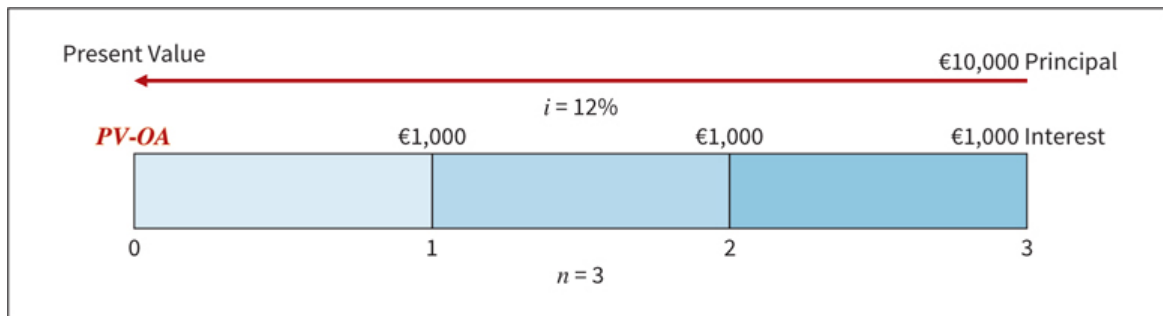 Present Value
€10,000 Principal
i = 12%
PV-OA €1,000 €1,000 €1,000 Interest
0 1 2 3
n = 3